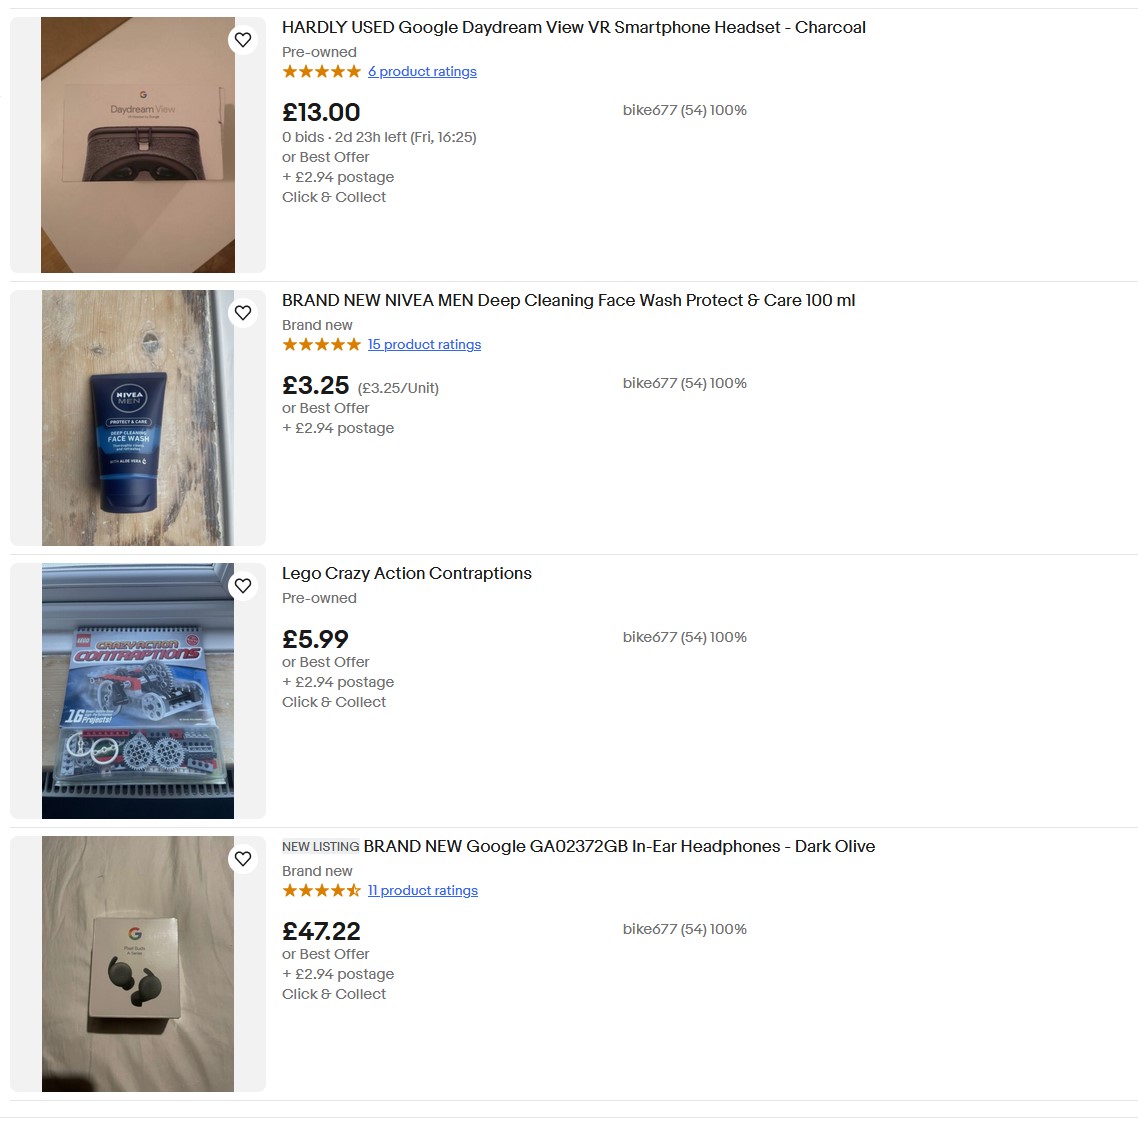 HARDLY USED Google Daydream View VR Smartphone Headset - Charcoal
Pre-owned
6 product ratings
£13.00
bike677 (54) 100%
0 bids · 2d 23h left (Fri, 16:25)
or Best Offer
+ £2.94 postage
Click & Collect
Daydream View
BRAND NEW NIVEA MEN Deep Cleaning Face Wash Protect & Care 100 ml
Brand new
15 product ratings
£3.25 (£3.25/Unit)
bike677 (54) 100%
or Best Offer
+ £2.94 postage
NIVEA
MEN
PROTECT & CARE
DEEP CLEANING
FACE WASH
WITH ALOE VERA
Lego Crazy Action Contraptions
Pre-owned
£5.99
bike677 (54) 100%
or Best Offer
+ £2.94 postage
Click & Collect
LEGO
CRAZY ACTION
CONTRAPTIONS
16
Projects!
NEW LISTING BRAND NEW Google GA02372GB In-Ear Headphones - Dark Olive
Brand new
11 product ratings
£47.22
bike677 (54) 100%
or Best Offer
+ £2.94 postage
Click & Collect
G
Pixel Buds
A-Series